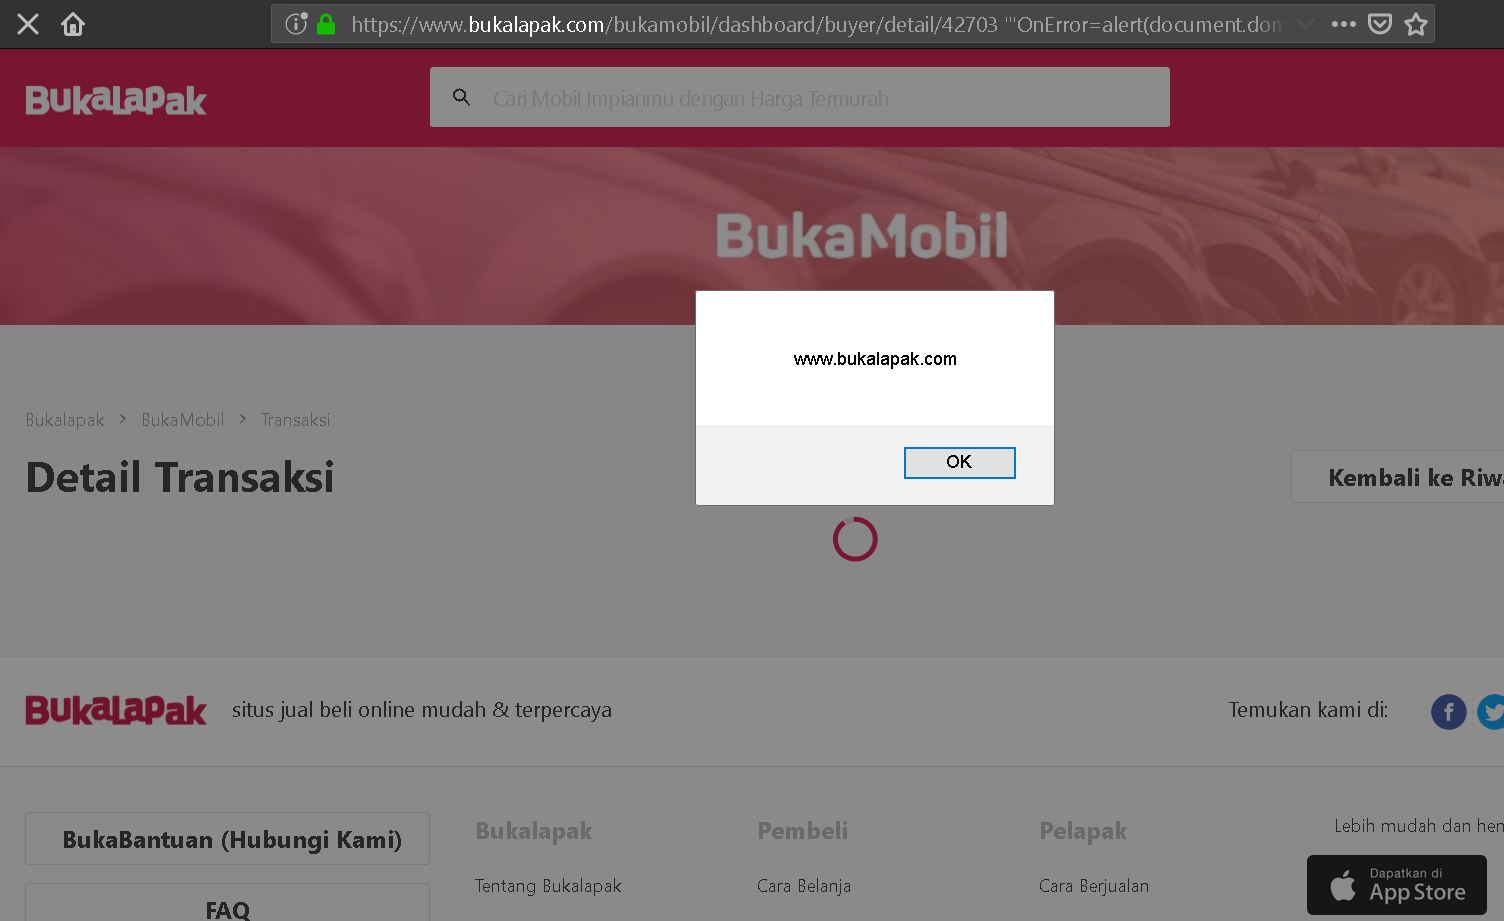 https://www.bukalapak.com/bukamobil/dashboard/buyer/detail/42703 '"OnError=alert(document.dom
BukaLaPak
Cari Mobil Impianmu dengan Harga Termurah
BukaMobil
www.bukalapak.com
OK
Bukalapak > BukaMobil > Transaksi
Detail Transaksi
Kembali ke Riw
BukaLaPak situs jual beli online mudah & terpercaya
Temukan kami di:
BukaBantuan (Hubungi Kami)
FAQ
Bukalapak
Tentang Bukalapak
Pembeli
Cara Belanja
Pelapak
Cara Berjualan
Lebih mudah dan hem
Dapatkan di
App Store